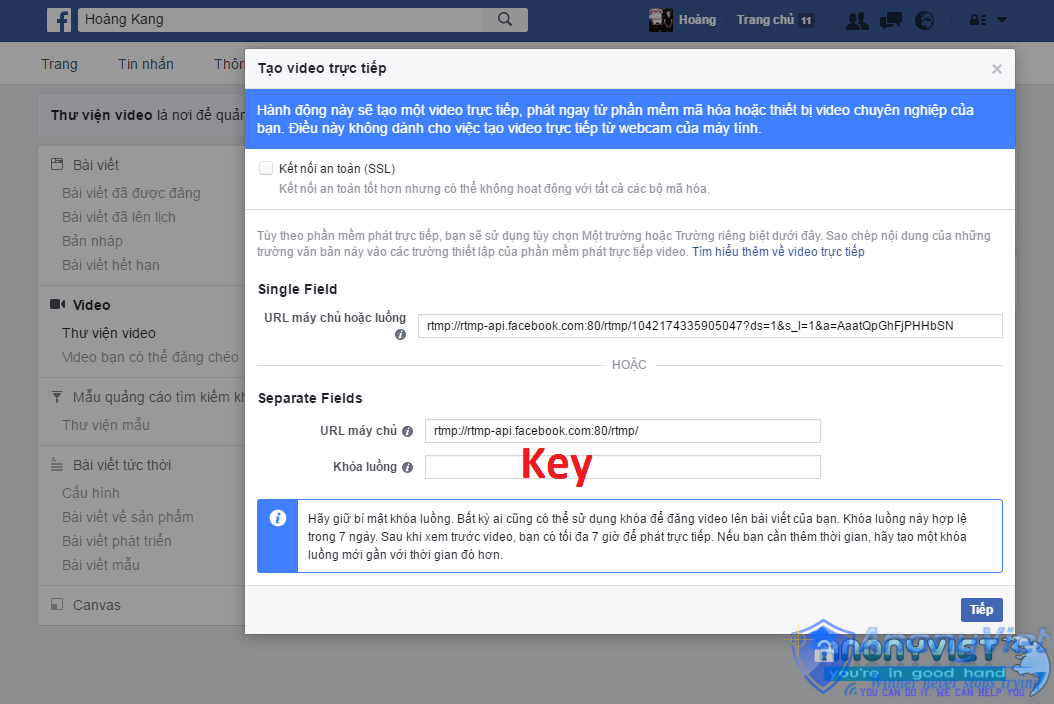 Hoàng Kang
Hoàng
Trang chủ 11
Trang Tin nhắn Thôn
Thư viện video là nơi để quản
Bài viết
Bài viết đã được đăng
Bài viết đã lên lịch
Bản nháp
Bài viết hết hạn
Video
Thư viện video
Video bạn có thể đăng chéo
Mẫu quảng cáo tìm kiếm kh
Thư viện mẫu
Bài viết tức thời
Cấu hình
Bài viết về sản phẩm
Bài viết phát triển
Bài viết mẫu
Canvas
Tạo video trực tiếp
Hành động này sẽ tạo một video trực tiếp, phát ngay từ phần mềm mã hóa hoặc thiết bị video chuyên nghiệp của
bạn. Điều này không dành cho việc tạo video trực tiếp từ webcam của máy tính.
Kết nối an toàn (SSL)
Kết nối an toàn tốt hơn nhưng có thể không hoạt động với tất cả các bộ mã hóa.
Tùy theo phần mềm phát trực tiếp, bạn sẽ sử dụng tùy chọn Một trường hoặc Trường riêng biệt dưới đây. Sao chép nội dung của những
trường văn bản này vào các trường thiết lập của phần mềm phát trực tiếp video. Tìm hiểu thêm về video trực tiếp
Single Field
URL máy chủ hoặc luồng
rtmp://rtmp-api.facebook.com:80/rtmp/1042174335905047?ds=1&s_l=1&a=AaatQpGhFjPHHbSN
HOẶC
Separate Fields
URL máy chủ
rtmp://rtmp-api.facebook.com:80/rtmp/
Khóa luồng
Key
Hãy giữ bí mật khóa luồng. Bất kỳ ai cũng có thể sử dụng khóa để đăng video lên bài viết của bạn. Khóa luồng này hợp lệ
trong 7 ngày. Sau khi xem trước video, bạn có tối đa 7 giờ để phát trực tiếp. Nếu bạn cần thêm thời gian, hãy tạo một khóa
luồng mới gần với thời gian đó hơn.
Tiếp
AnonyViet
ANONYVIET
you're in good hand
Winner never stops trying
YOU CAN DO IT, WE CAN HELP YOU